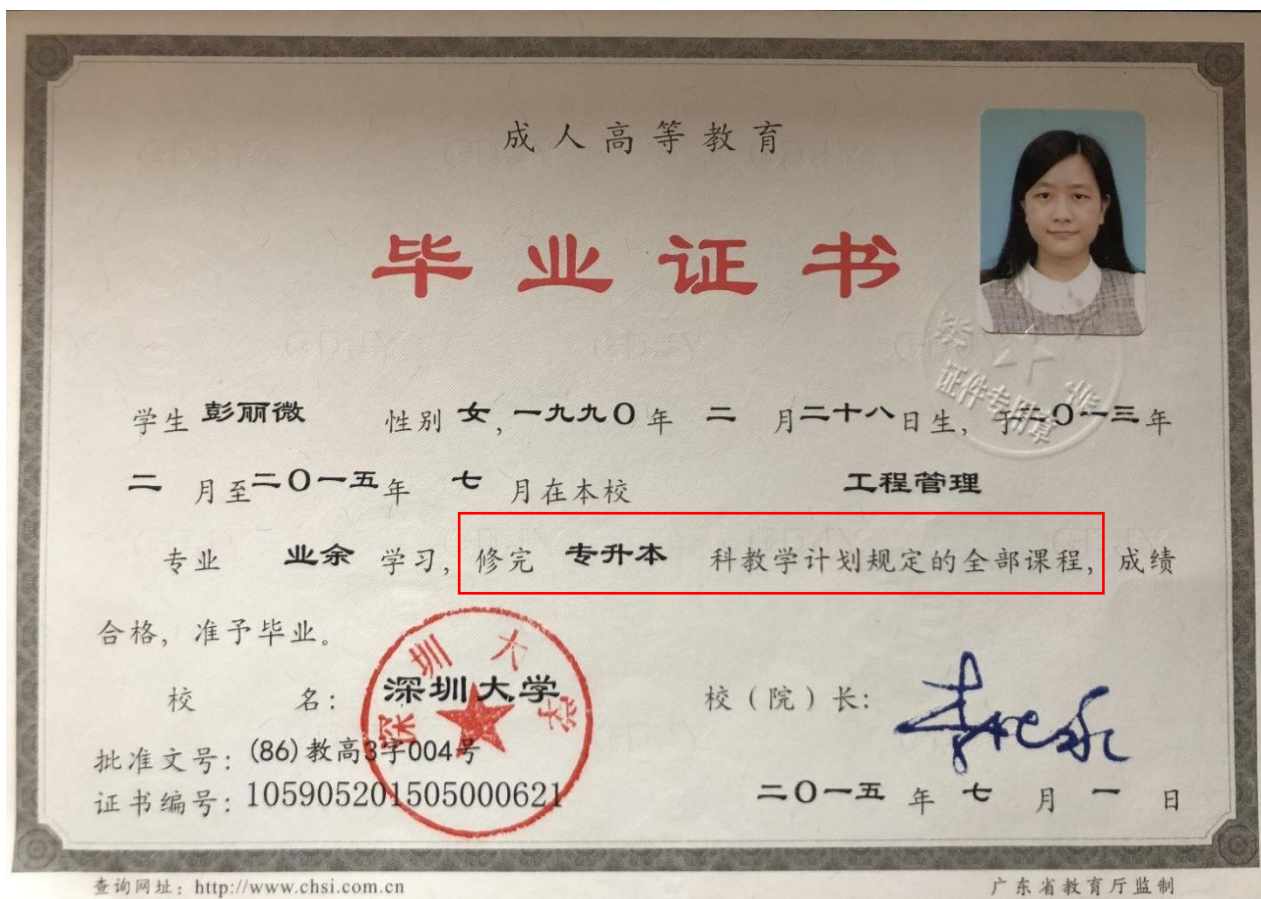 成人高等教育
毕业证书
学生 彭丽微 性别 女, 一九九〇年 二 月二十八日生, 于二〇一三年
二 月至二〇一五年 七 月在本校 工程管理
专业 业余 学习, 修完 专升本 科教学计划规定的全部课程, 成绩
合格, 准予毕业。
校 名: 深圳大学 校(院)长:
批准文号: (86)教高3字004号
证书编号: 105905201505000621 二〇一五 年 七 月 一 日
深圳大学
证件专用章
查询网址: http://www.chsi.com.cn 广东省教育厅监制